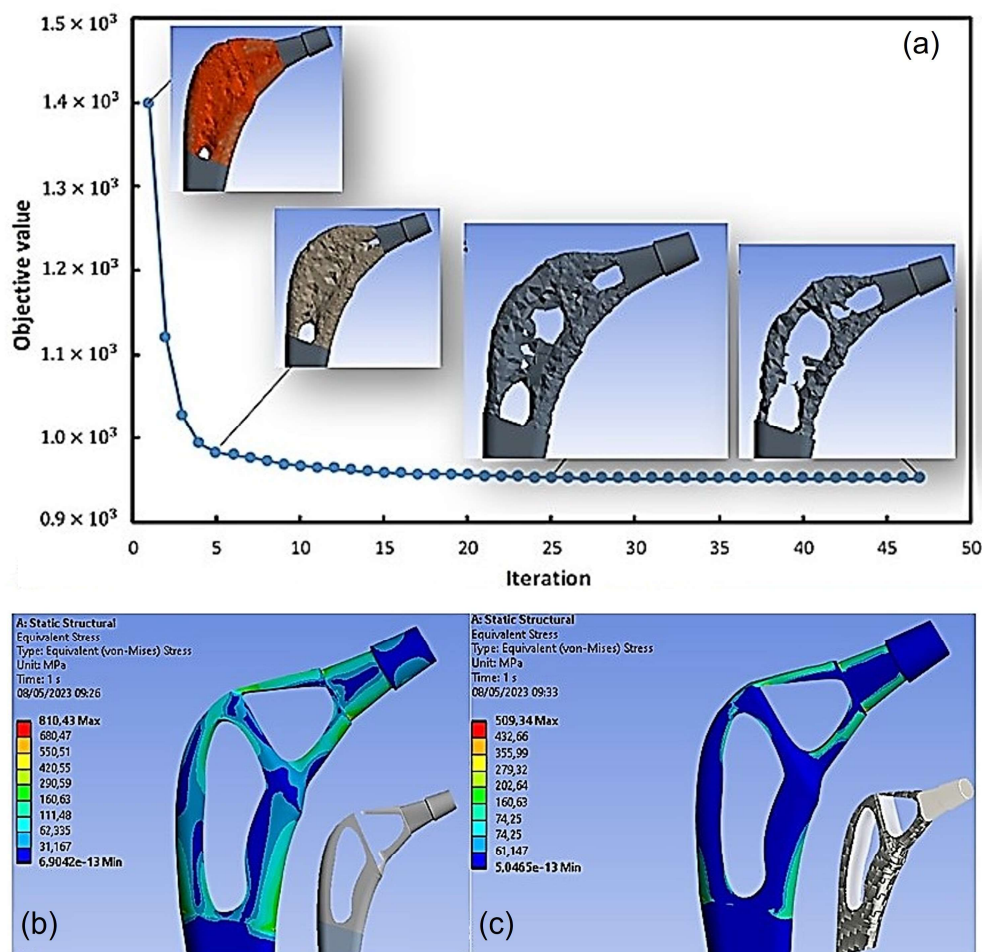 (a)
1.5 × 10³
1.4 × 10³
1.3 × 10³
1.2 × 10³
1.1 × 10³
1.0 × 10³
0.9 × 10³
Objective value
0 5 10 15 20 25 30 35 40 45 50
Iteration
A: Static Structural
Equivalent Stress
Type: Equivalent (von-Mises) Stress
Unit: MPa
Time: 1 s
08/05/2023 09:26
810,43 Max
680,47
550,51
420,55
290,59
160,63
111,48
62,335
31,167
6,9042e-13 Min
(b)
A: Static Structural
Equivalent Stress
Type: Equivalent (von-Mises) Stress
Unit: MPa
Time: 1 s
08/05/2023 09:33
509,34 Max
432,66
355,99
279,32
202,64
160,63
74,25
74,25
61,147
5,0465e-13 Min
(c)